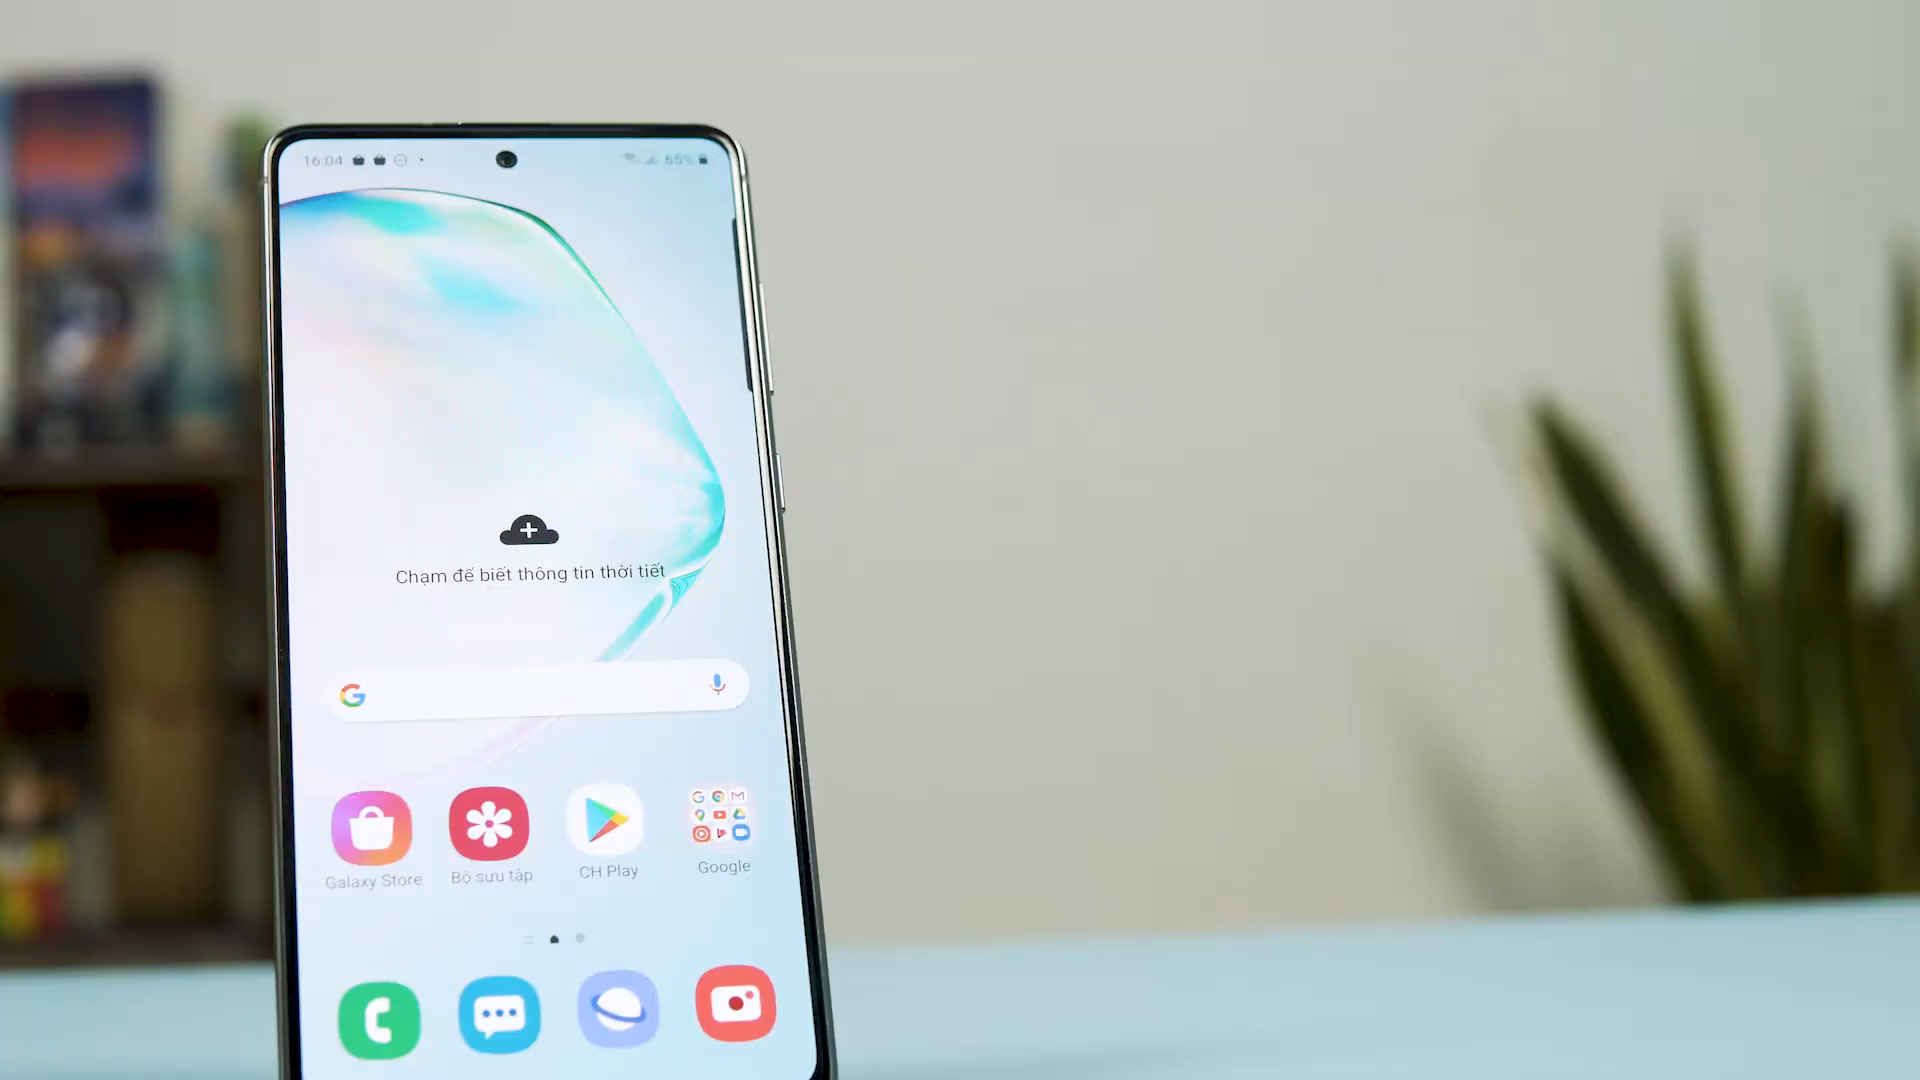 16:04
65%
Chạm để biết thông tin thời tiết
Galaxy Store
Bộ sưu tập
CH Play
Google